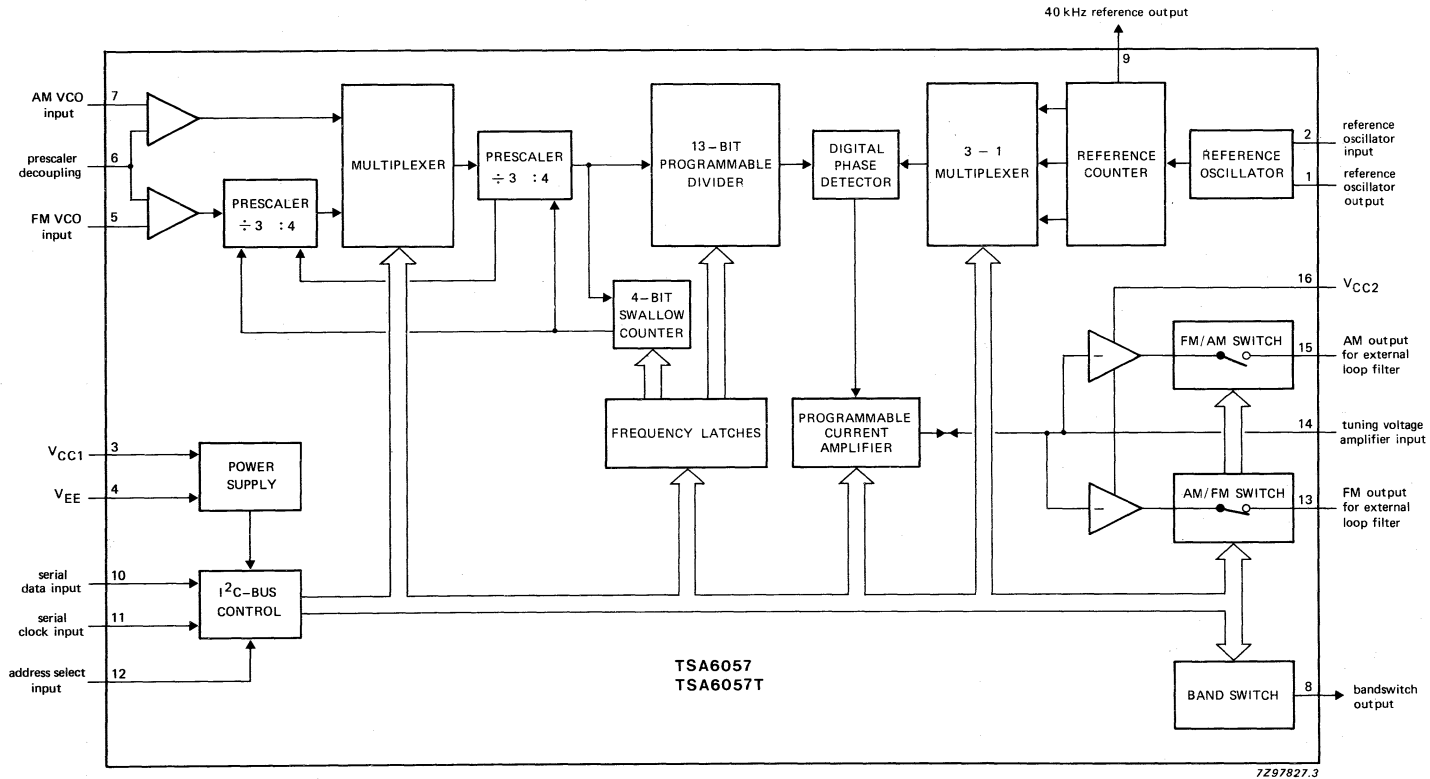 40 kHz reference output
9
AM VCO
input
7
prescaler
decoupling
6
FM VCO
input
5
PRESCALER
÷3 :4
MULTIPLEXER
PRESCALER
÷3 :4
13-BIT
PROGRAMMABLE
DIVIDER
DIGITAL
PHASE
DETECTOR
3 – 1
MULTIPLEXER
REFERENCE
COUNTER
REFERENCE
OSCILLATOR
2
reference
oscillator
input
1
reference
oscillator
output
4-BIT
SWALLOW
COUNTER
16
VCC2
FM/AM SWITCH
15
AM output
for external
loop filter
FREQUENCY LATCHES
PROGRAMMABLE
CURRENT
AMPLIFIER
14
tuning voltage
amplifier input
VCC1
3
VEE
4
POWER
SUPPLY
AM/FM SWITCH
13
FM output
for external
loop filter
serial
data input
10
serial
clock input
11
I²C-BUS
CONTROL
address select
input
12
TSA6057
TSA6057T
BAND SWITCH
8
bandswitch
output
7Z97827.3